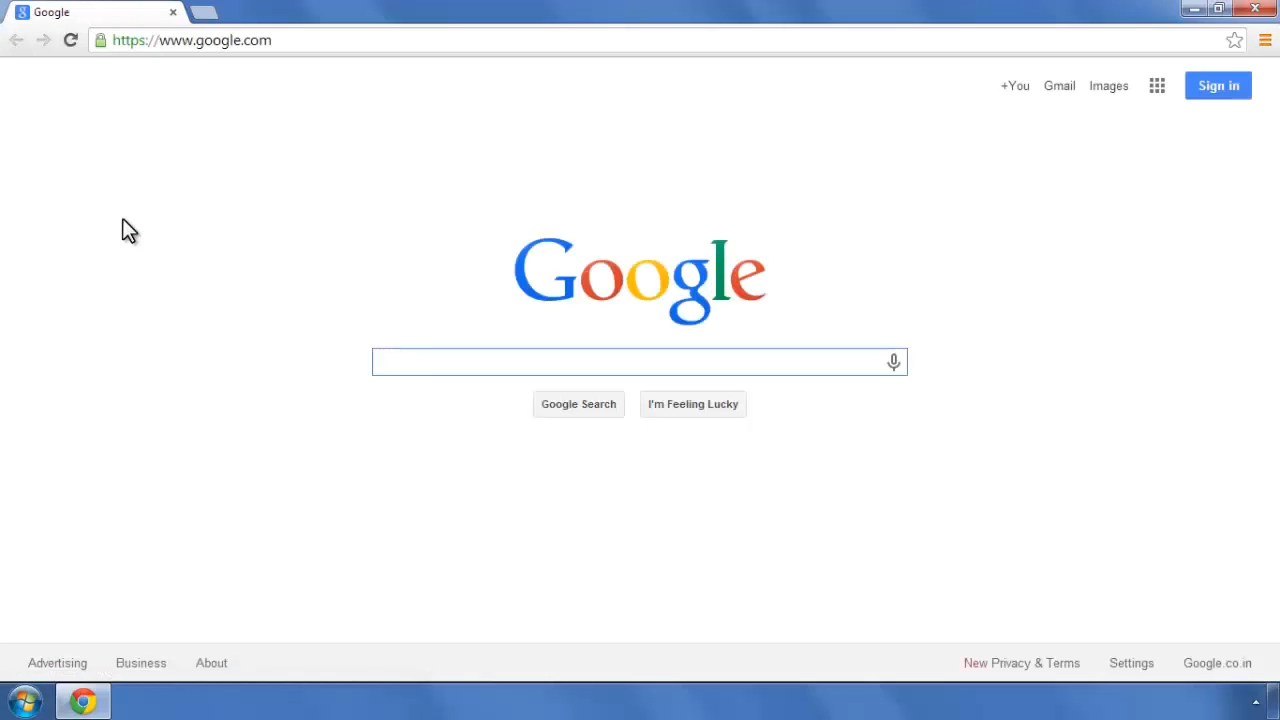 Google
https://www.google.com
+You Gmail Images Sign in
Google
Google Search I'm Feeling Lucky
Advertising Business About New Privacy & Terms Settings Google.co.in